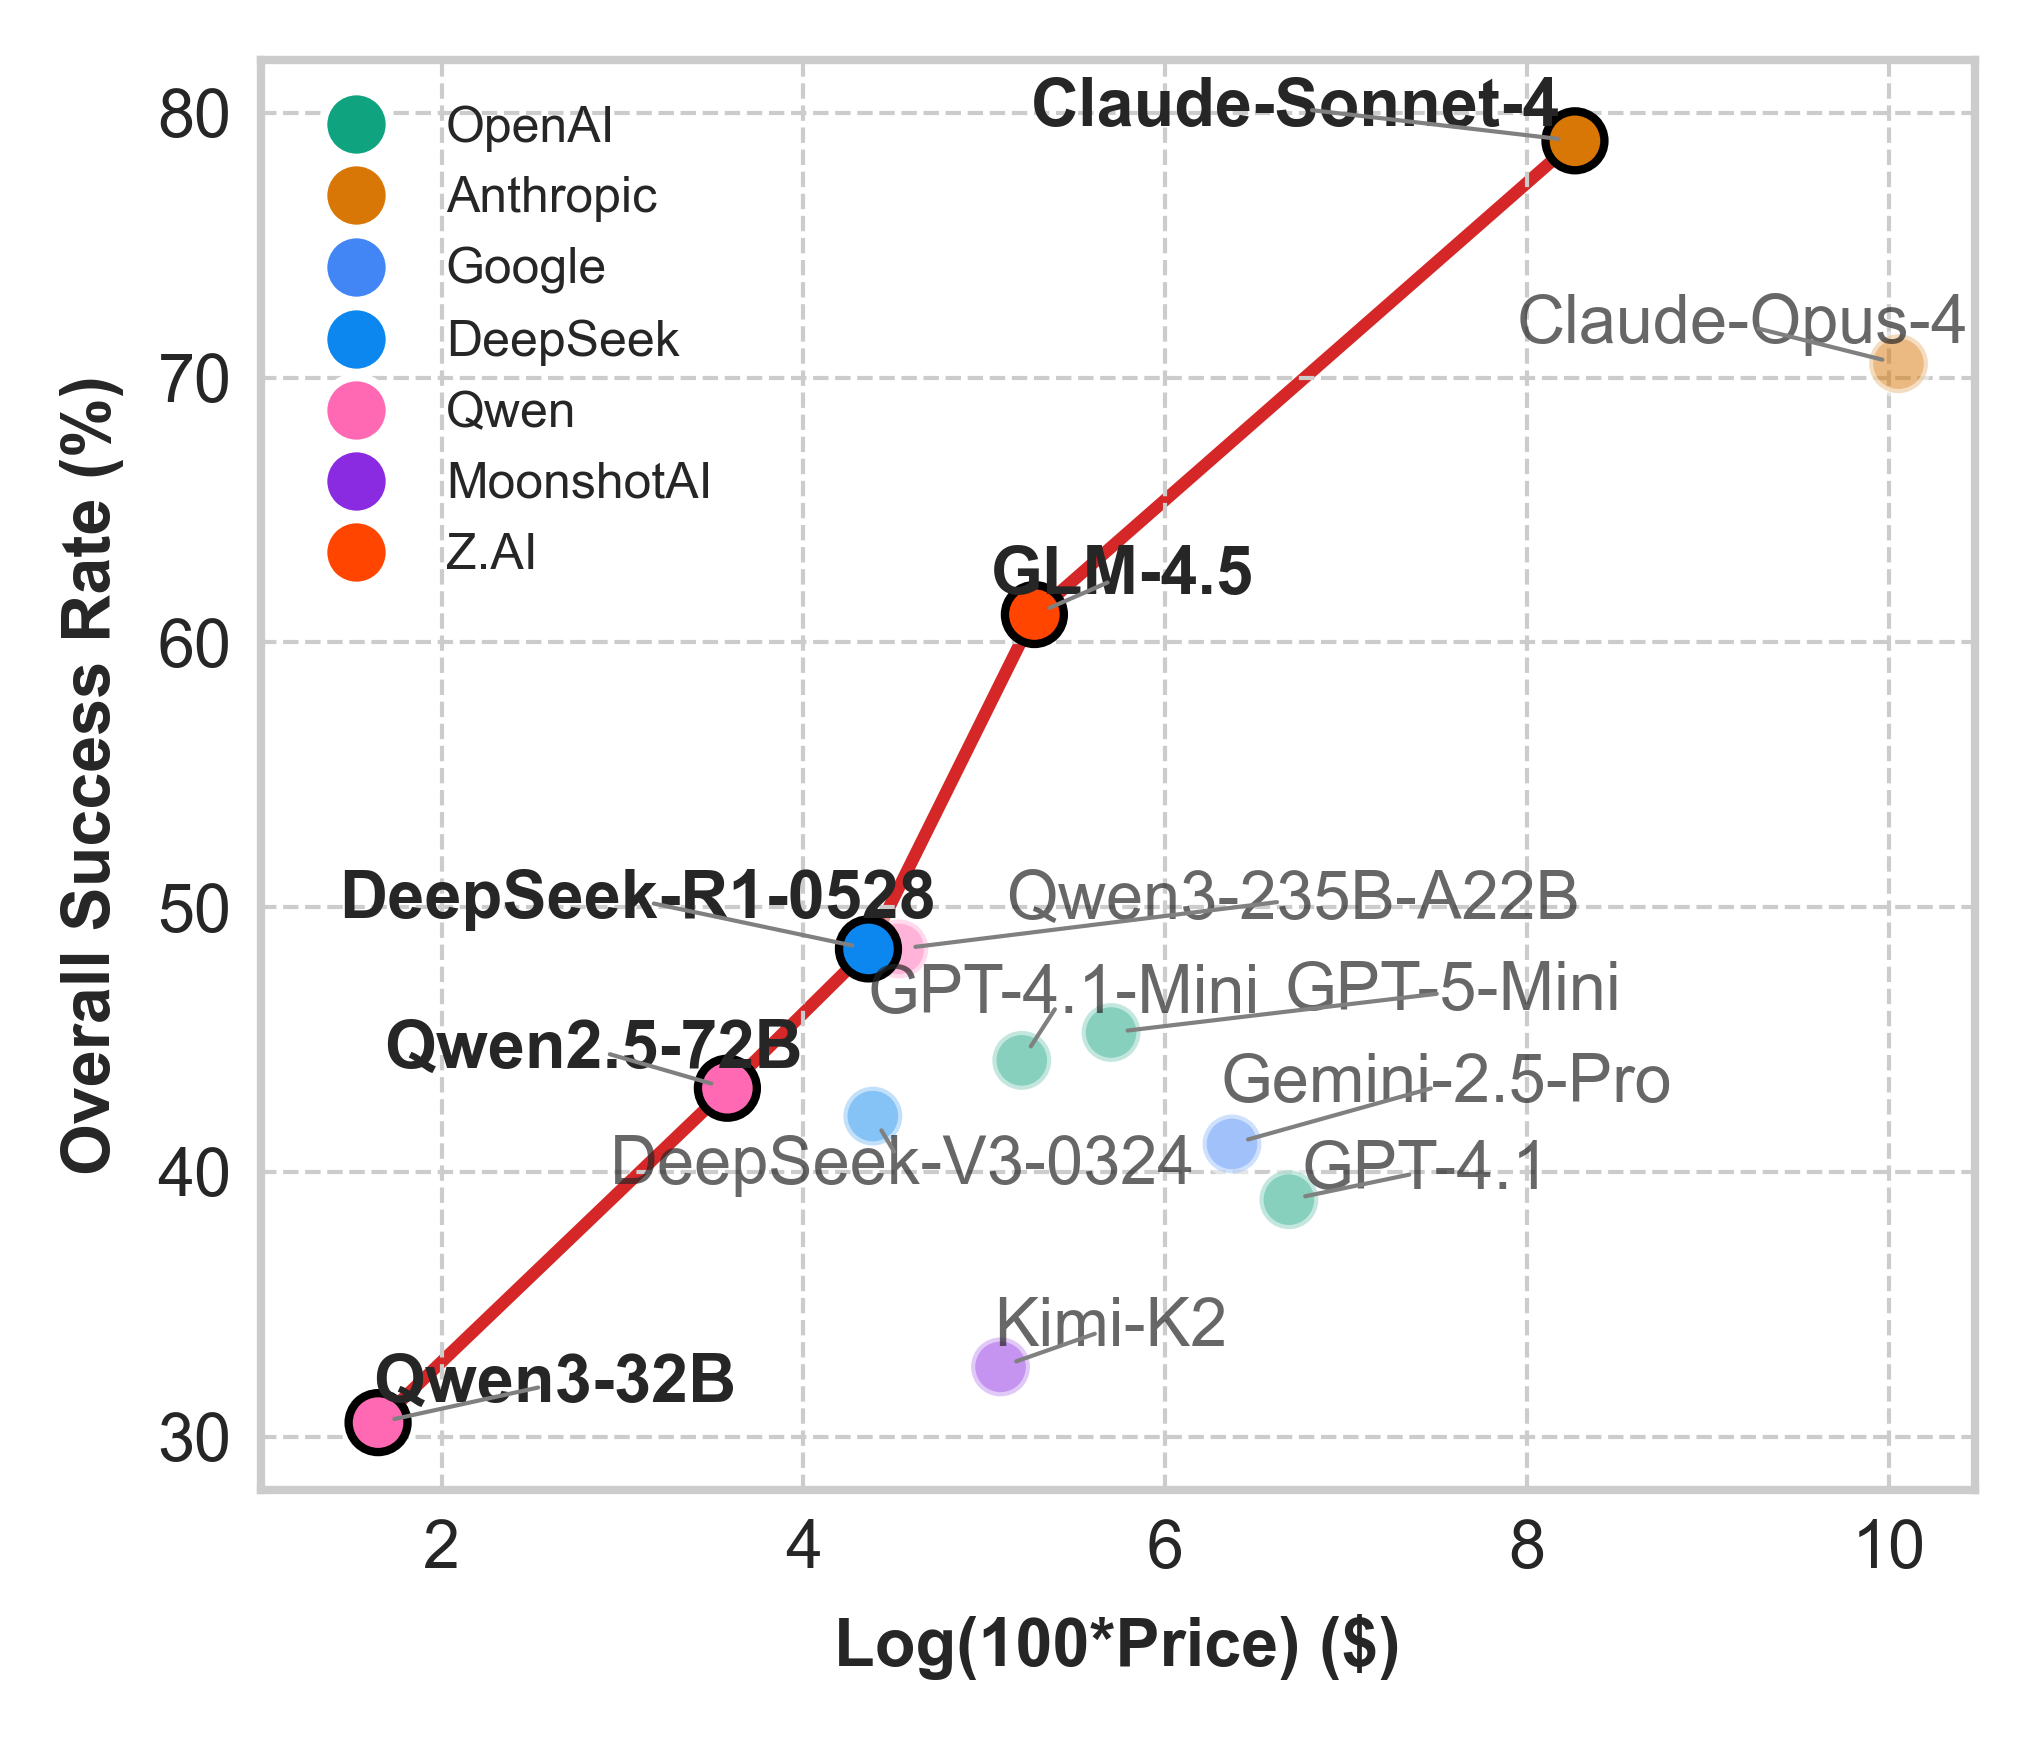 Overall Success Rate (%)
80
70
60
50
40
30
OpenAI
Anthropic
Google
DeepSeek
Qwen
MoonshotAI
Z.AI
Claude-Sonnet-4
Claude-Opus-4
GLM-4.5
DeepSeek-R1-0528
Qwen3-235B-A22B
GPT-4.1-Mini
GPT-5-Mini
Qwen2.5-72B
Gemini-2.5-Pro
DeepSeek-V3-0324
GPT-4.1
Kimi-K2
Qwen3-32B
2
4
6
8
10
Log(100*Price) ($)